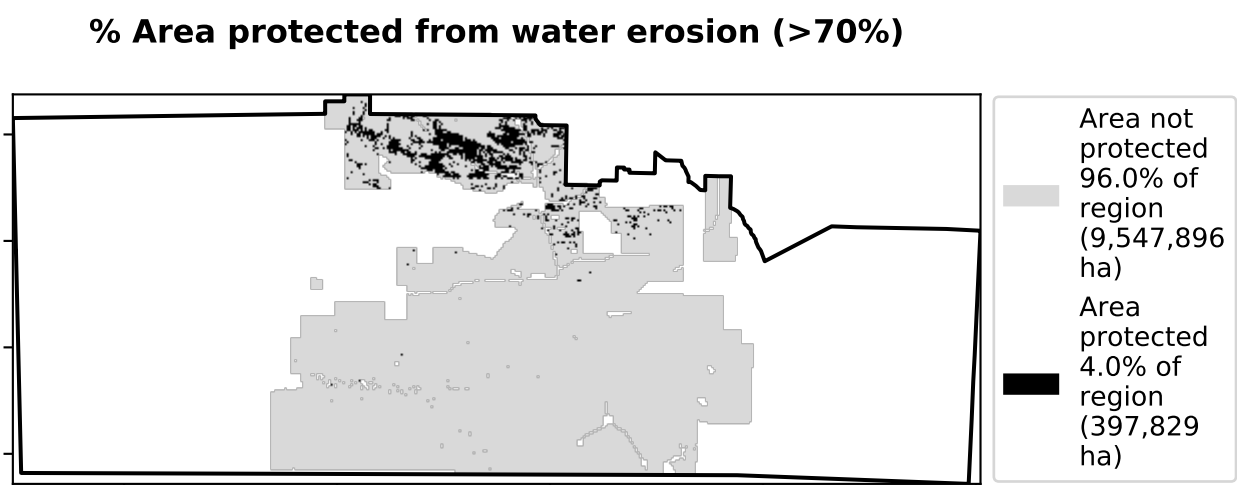 % Area protected from water erosion (>70%)
Area not
protected
96.0% of
region
(9,547,896
ha)
Area
protected
4.0% of
region
(397,829
ha)